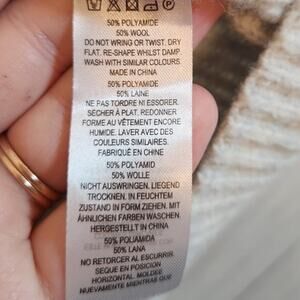 50% POLYAMIDE
50% WOOL
DO NOT WRING OR TWIST. DRY
FLAT. RE-SHAPE WHILST DAMP.
WASH WITH SIMILAR COLOURS.
MADE IN CHINA
50% POLYAMIDE
50% LAINE
NE PAS TORDRE NI ESSORER.
SÉCHER À PLAT. REDONNER
FORME AU VÊTEMENT ENCORE
HUMIDE. LAVER AVEC DES
COULEURS SIMILAIRES.
FABRIQUÉ EN CHINE
50% POLYAMID
50% WOLLE
NICHT AUSWRINGEN. LIEGEND
TROCKNEN. IN FEUCHTEM
ZUSTAND IN FORM ZIEHEN. MIT
ÄHNLICHEN FARBEN WASCHEN.
HERGESTELLT IN CHINA
50% POLIAMIDA
50% LANA
NO RETORCER AL ESCURRIR.
SEQUE EN POSICIÓN
HORIZONTAL. MOLDEE
NUEVAMENTE MIENTRAS QUE